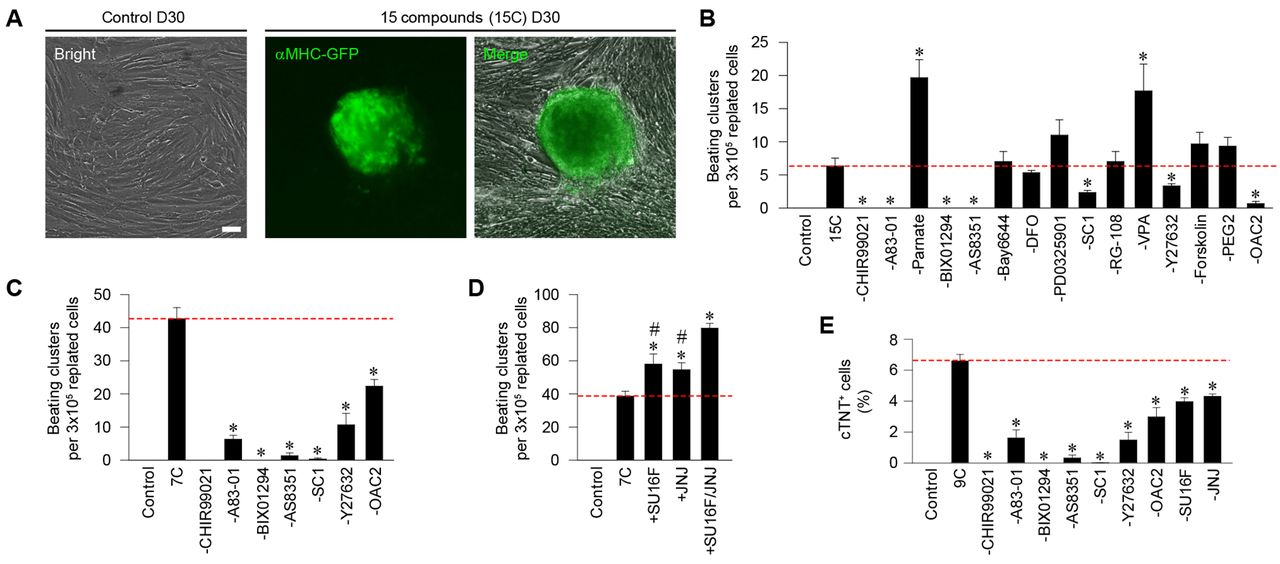 A
Control D30
15 compounds (15C) D30
Bright
αMHC-GFP
Merge
B
Beating clusters
per 3x10⁵ replated cells
25
20
15
10
5
0
* * * * * * * * * *
Control
15C
-CHIR99021
-A83-01
-Parnate
-BIX01294
-AS8351
-Bay6644
-DFO
-PD0325901
-SC1
-RG-108
-VPA
-Y27632
-Forskolin
-PEG2
-OAC2
C
Beating clusters
per 3x10⁵ replated cells
50
40
30
20
10
0
* * * * * *
Control
7C
-CHIR99021
-A83-01
-BIX01294
-AS8351
-SC1
-Y27632
-OAC2
D
Beating clusters
per 3x10⁵ replated cells
100
80
60
40
20
0
# #
* * *
Control
7C
+SU16F
+JNJ
+SU16F/JNJ
E
cTNT⁺ cells
(%)
8
6
4
2
0
* * * * * * * * *
Control
9C
-CHIR99021
-A83-01
-BIX01294
-AS8351
-SC1
-Y27632
-OAC2
-SU16F
-JNJ